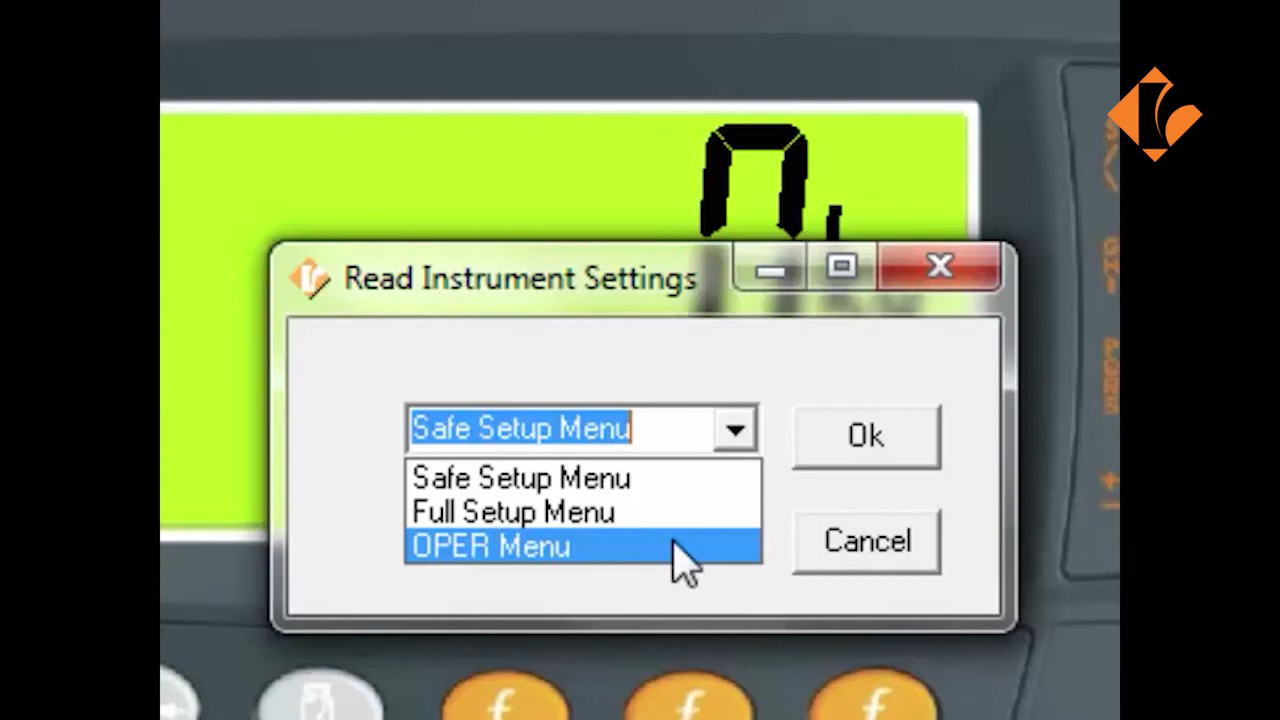 Read Instrument Settings
Safe Setup Menu
Ok
Safe Setup Menu
Full Setup Menu
OPER Menu
Cancel
f f f